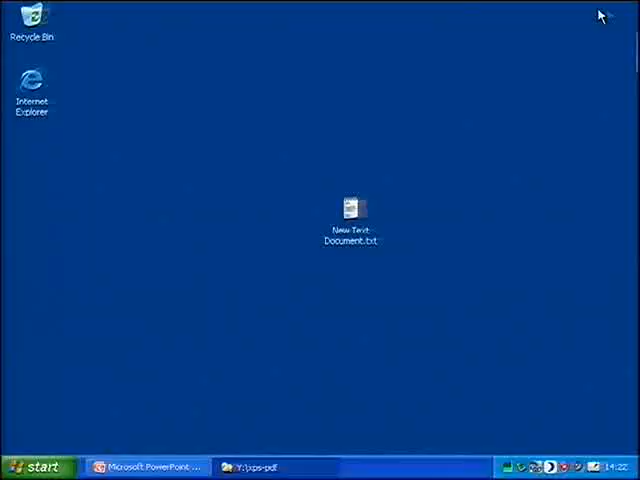 Recycle Bin
Internet
Explorer
New Text
Document.txt
start
Microsoft PowerPoint ...
Y:\xps-pdf
14:22